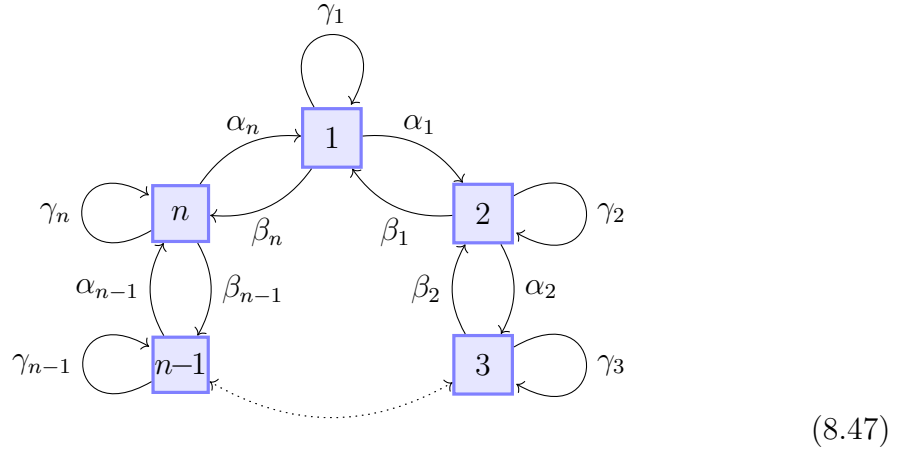 γ₁
αₙ 1 α₁
γₙ n βₙ β₁ 2 γ₂
αₙ₋₁ βₙ₋₁ β₂ α₂
γₙ₋₁ n−1 3 γ₃
(8.47)